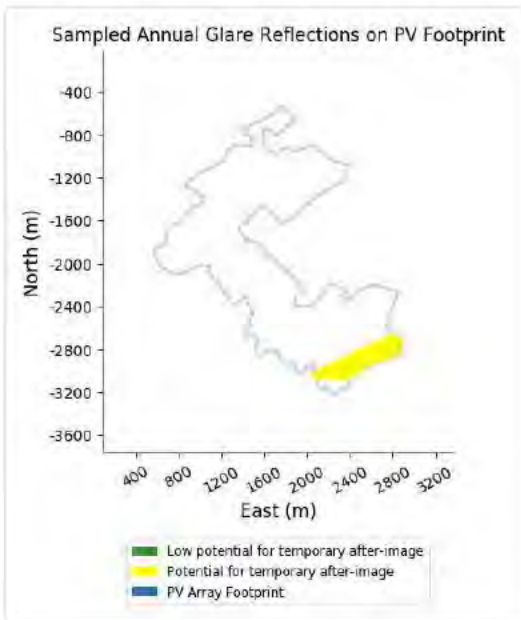 Sampled Annual Glare Reflections on PV Footprint
North (m)
-400
-800
-1200
-1600
-2000
-2400
-2800
-3200
-3600
400 800 1200 1600 2000 2400 2800 3200
East (m)
Low potential for temporary after-image
Potential for temporary after-image
PV Array Footprint